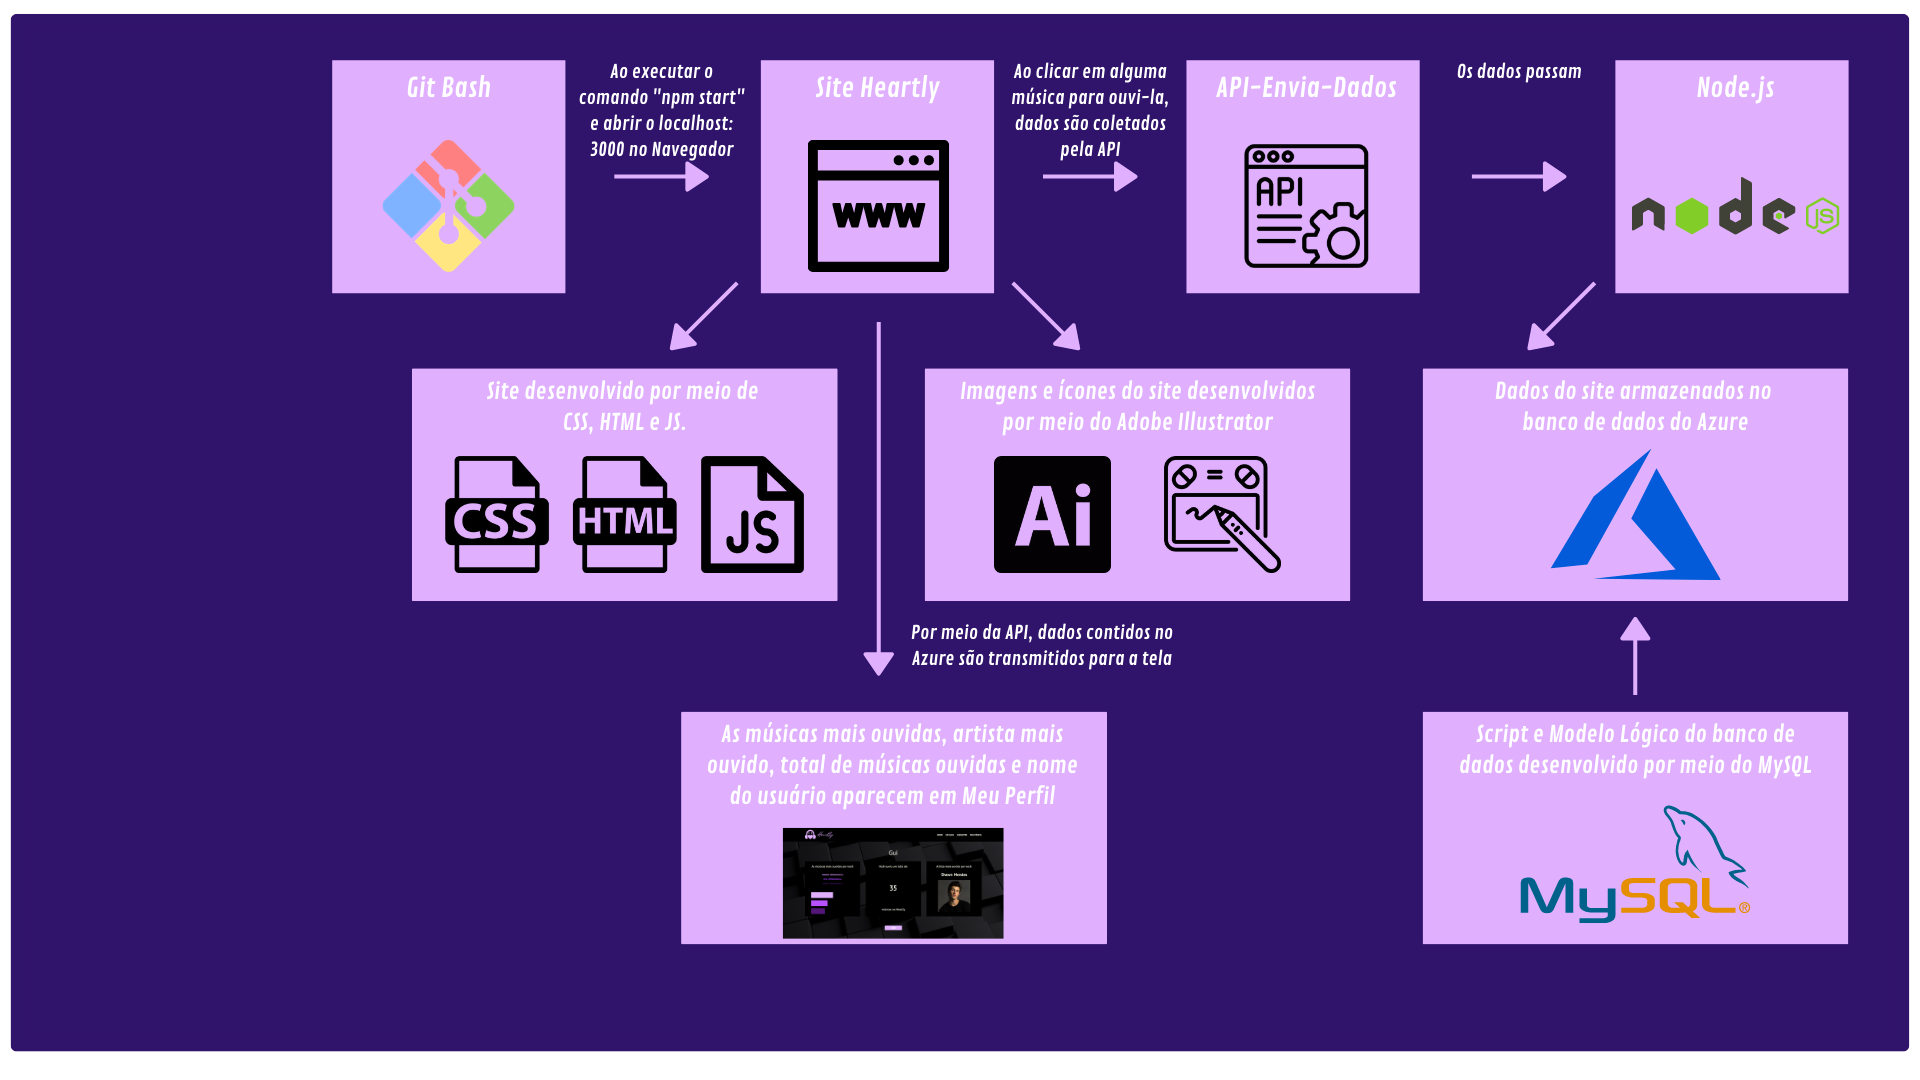 Git Bash
Ao executar o
comando "npm start"
e abrir o localhost:
3000 no Navegador
Site Heartly
WWW
Ao clicar em alguma
música para ouvi-la,
dados são coletados
pela API
API-Envia-Dados
API
Os dados passam
Node.js
node
JS
Site desenvolvido por meio de
CSS, HTML e JS.
CSS
HTML
JS
Imagens e ícones do site desenvolvidos
por meio do Adobe Illustrator
Ai
Dados do site armazenados no
banco de dados do Azure
Por meio da API, dados contidos no
Azure são transmitidos para a tela
As músicas mais ouvidas, artista mais
ouvido, total de músicas ouvidas e nome
do usuário aparecem em Meu Perfil
Gui
35
Shawn Mendes
Script e Modelo Lógico do banco de
dados desenvolvido por meio do MySQL
MySQL®